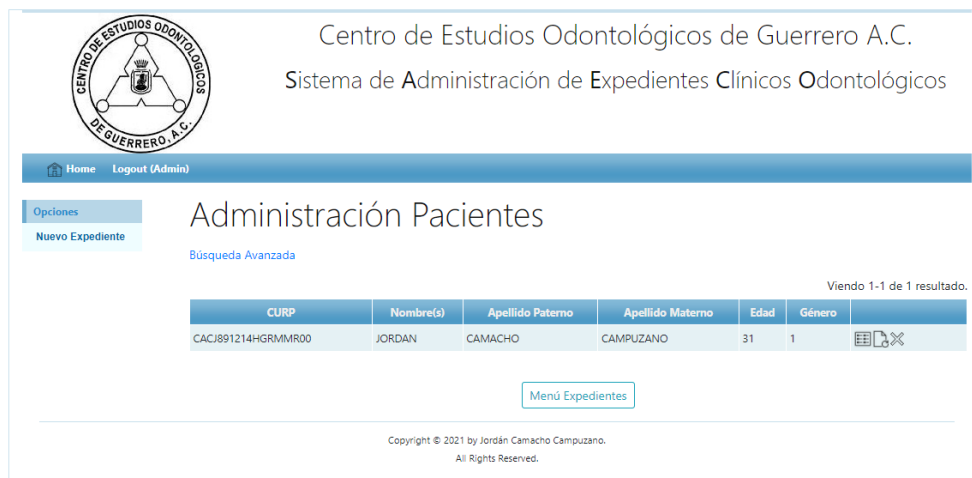 CENTRO DE ESTUDIOS ODONTOLOGICOS
DE GUERRERO, A.C.
Centro de Estudios Odontológicos de Guerrero A.C.
Sistema de Administración de Expedientes Clínicos Odontológicos
Home Logout (Admin)
Opciones
Nuevo Expediente
Administración Pacientes
Búsqueda Avanzada
Viendo 1-1 de 1 resultado.
CURP Nombre(s) Apellido Paterno Apellido Materno Edad Género
CACJ891214HGRMMR00 JORDAN CAMACHO CAMPUZANO 31 1
Menú Expedientes
Copyright © 2021 by Jordán Camacho Campuzano.
All Rights Reserved.